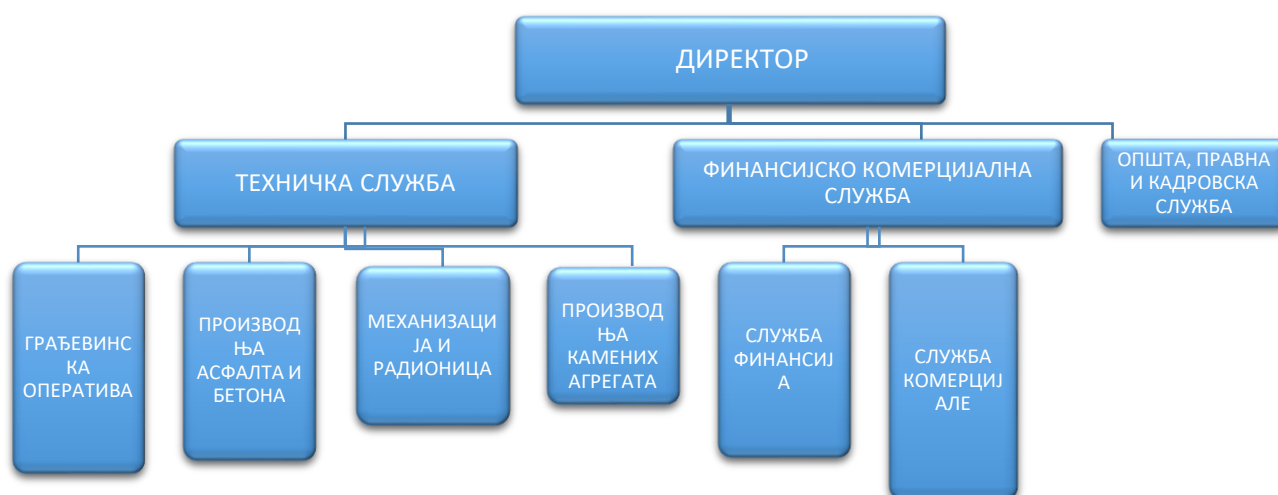 ДИРЕКТОР
ТЕХНИЧКА СЛУЖБА
ФИНАНСИЈСКО КОМЕРЦИЈАЛНА
СЛУЖБА
ОПШТА, ПРАВНА
И КАДРОВСКА
СЛУЖБА
ГРАЂЕВИНС
КА
ОПЕРАТИВА
ПРОИЗВОД
ЊА
АСФАЛТА И
БЕТОНА
МЕХАНИЗАЦИ
ЈА И
РАДИОНИЦА
ПРОИЗВОД
ЊА
КАМЕНИХ
АГРЕГАТА
СЛУЖБА
ФИНАНСИЈ
А
СЛУЖБА
КОМЕРЦИЈ
АЛЕ